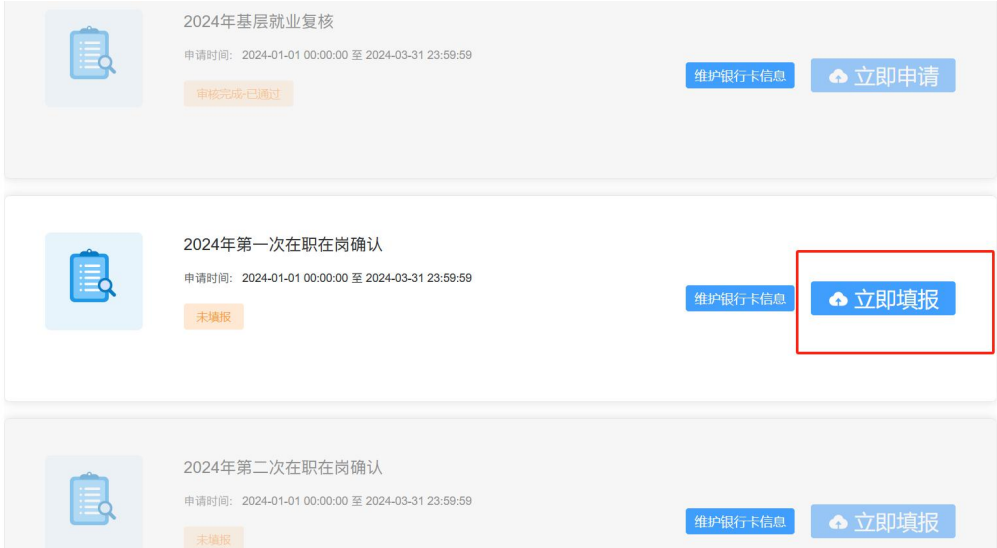 2024年基层就业复核
申请时间: 2024-01-01 00:00:00 至 2024-03-31 23:59:59
维护银行卡信息 立即申请
审核完成-已通过
2024年第一次在职在岗确认
申请时间: 2024-01-01 00:00:00 至 2024-03-31 23:59:59
维护银行卡信息 立即填报
未填报
2024年第二次在职在岗确认
申请时间: 2024-01-01 00:00:00 至 2024-03-31 23:59:59
维护银行卡信息 立即填报
未填报